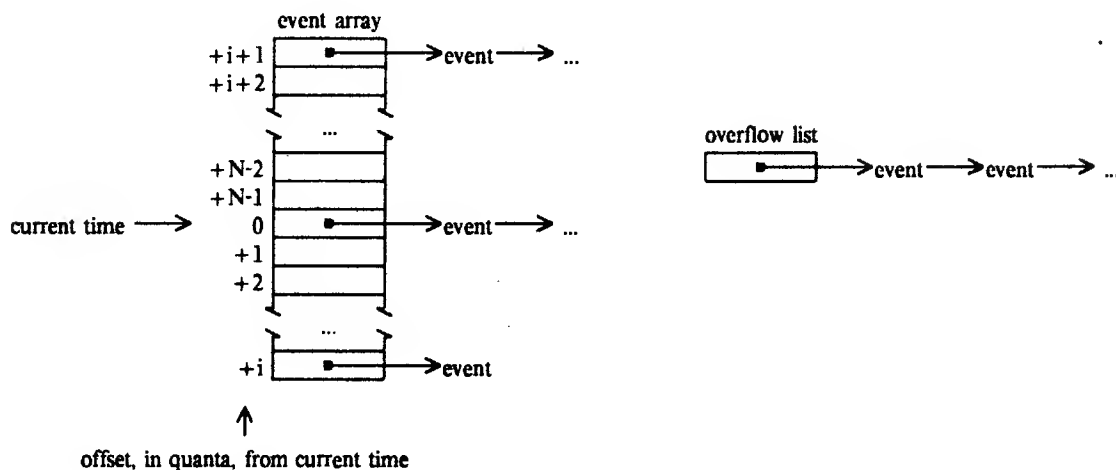 event array
+i+1 event ...
+i+2
...
overflow list
+N-2 event event ...
+N-1
current time 0 event ...
+1
+2
...
+i event
offset, in quanta, from current time